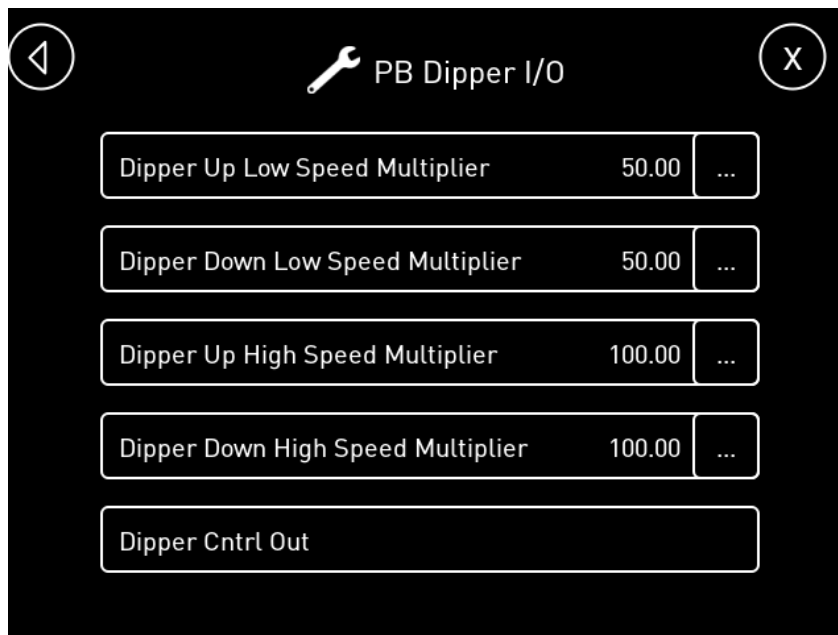 PB Dipper I/O
X
Dipper Up Low Speed Multiplier 50.00 ...
Dipper Down Low Speed Multiplier 50.00 ...
Dipper Up High Speed Multiplier 100.00 ...
Dipper Down High Speed Multiplier 100.00 ...
Dipper Cntrl Out